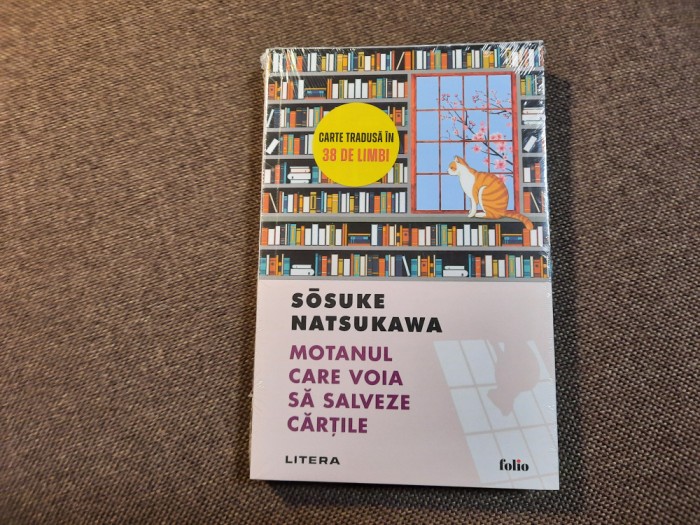 CARTE TRADUSĂ ÎN
38 DE LIMBI
SŌSUKE
NATSUKAWA
MOTANUL
CARE VOIA
SĂ SALVEZE
CĂRȚILE
LITERA
folio